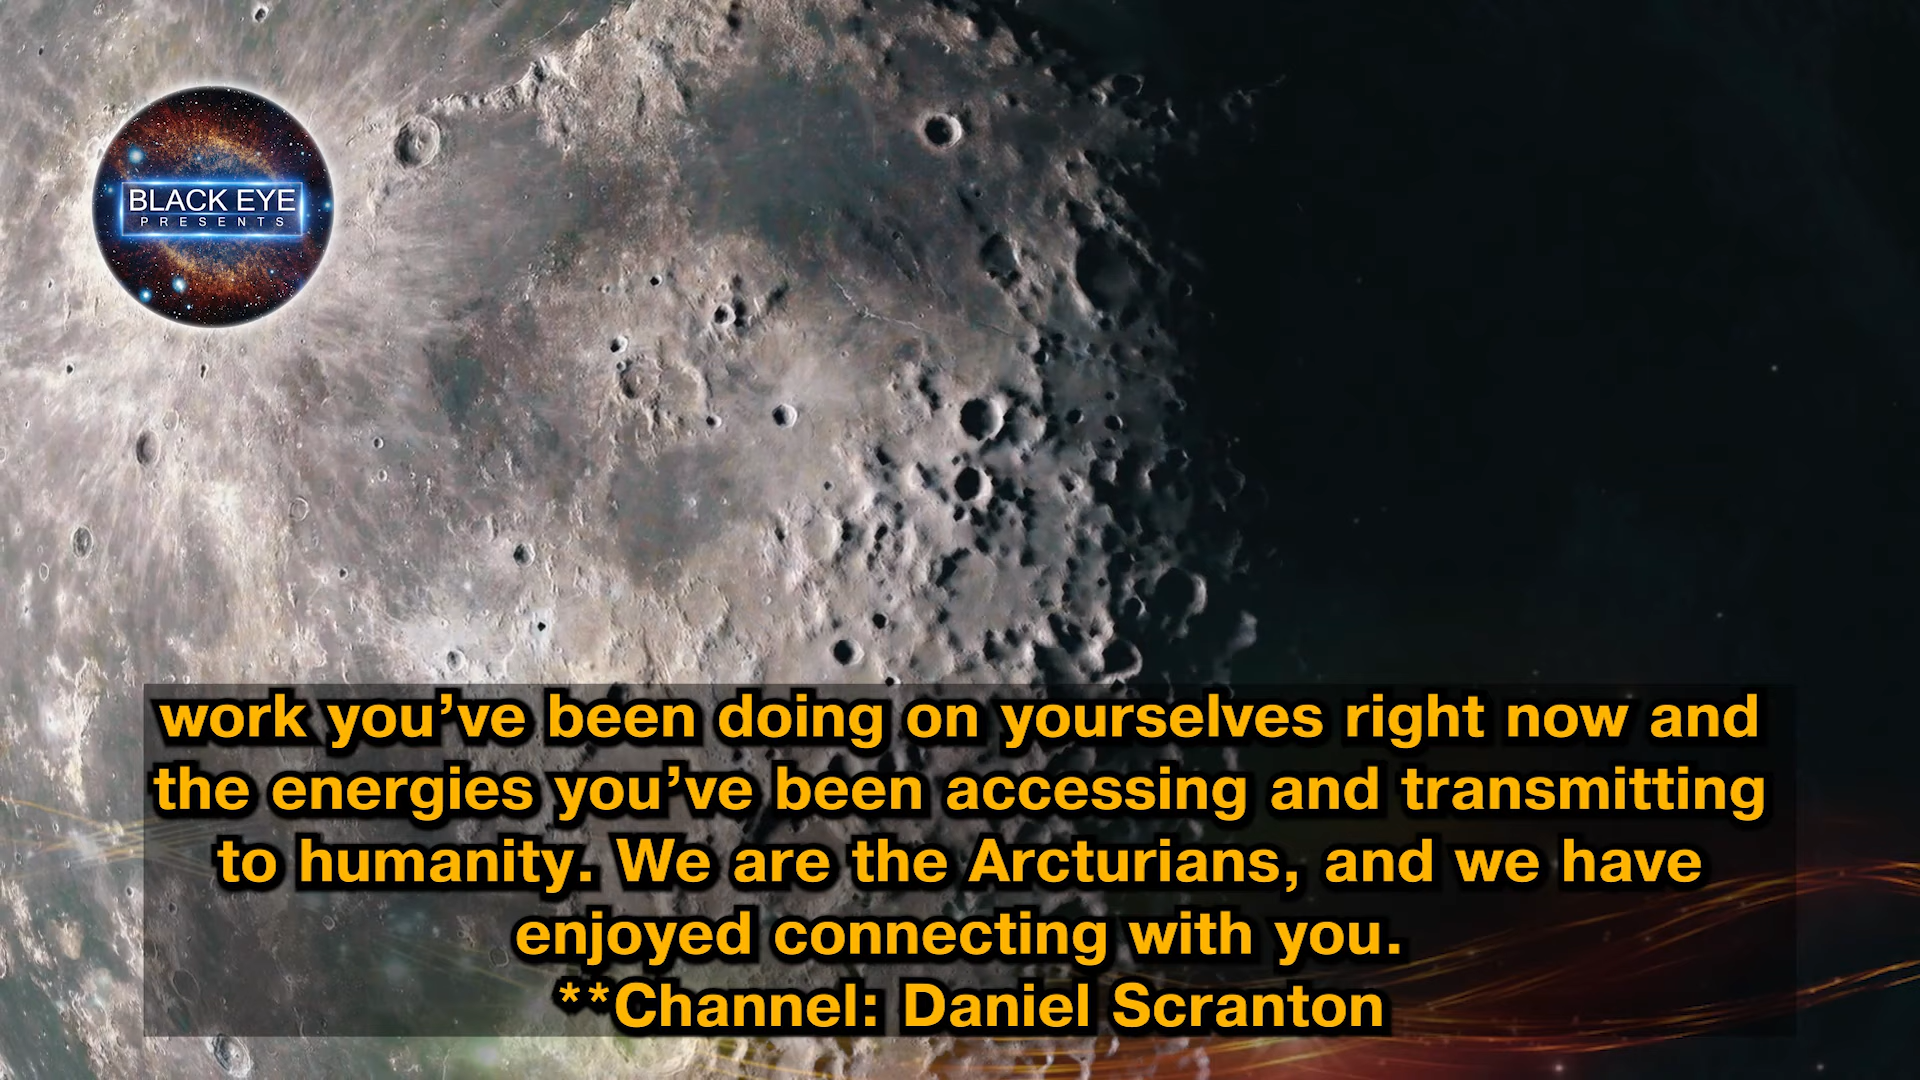 BLACK EYE
PRESENTS
work you’ve been doing on yourselves right now and
the energies you’ve been accessing and transmitting
to humanity. We are the Arcturians, and we have
enjoyed connecting with you.
**Channel: Daniel Scranton